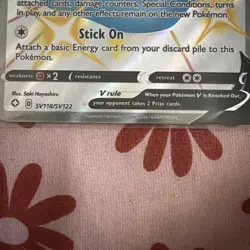 attached cards, damage counters, Special Conditions, turns
in play, and any other effects remain on the new Pokémon.
Stick On
Attach a basic Energy card from your discard pile to this
Pokémon.
weakness ×2 resistance retreat
Illus. Saki Hayashiro
SV118/SV122
V rule
When your Pokémon V is Knocked Out,
your opponent takes 2 Prize cards.